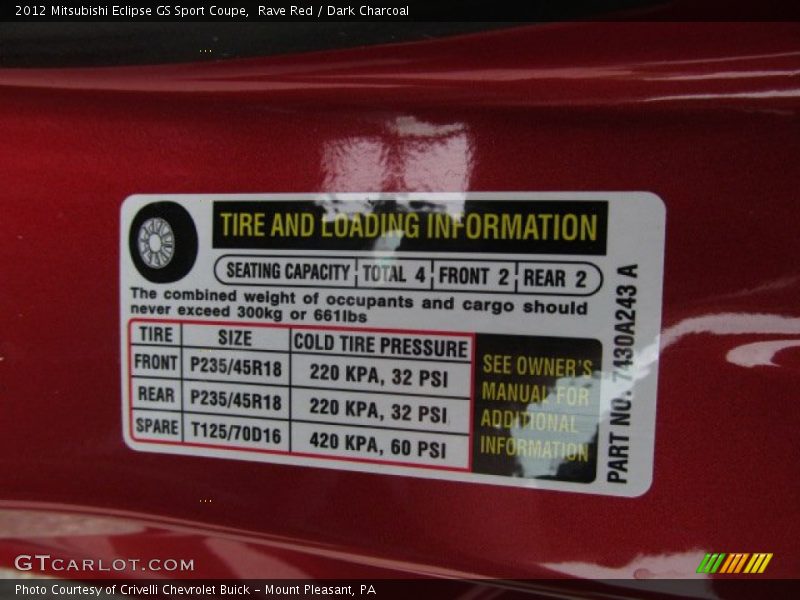 2012 Mitsubishi Eclipse GS Sport Coupe, Rave Red / Dark Charcoal
TIRE AND LOADING INFORMATION
SEATING CAPACITY TOTAL 4 FRONT 2 REAR 2
The combined weight of occupants and cargo should
never exceed 300kg or 661lbs
TIRE SIZE COLD TIRE PRESSURE
FRONT P235/45R18 220 KPA, 32 PSI
REAR P235/45R18 220 KPA, 32 PSI
SPARE T125/70D16 420 KPA, 60 PSI
SEE OWNER'S
MANUAL FOR
ADDITIONAL
INFORMATION
PART NO. 7430A243 A
GTCARLOT.COM
Photo Courtesy of Crivelli Chevrolet Buick - Mount Pleasant, PA